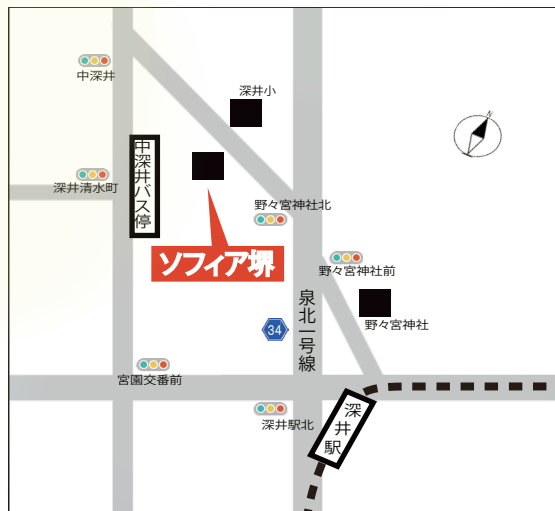 中深井
深井小
N
中深井バス停
深井清水町
野々宮神社北
ソフィア堺
野々宮神社前
泉北一号線
34
野々宮神社
宮園交番前
深井駅北
深井駅